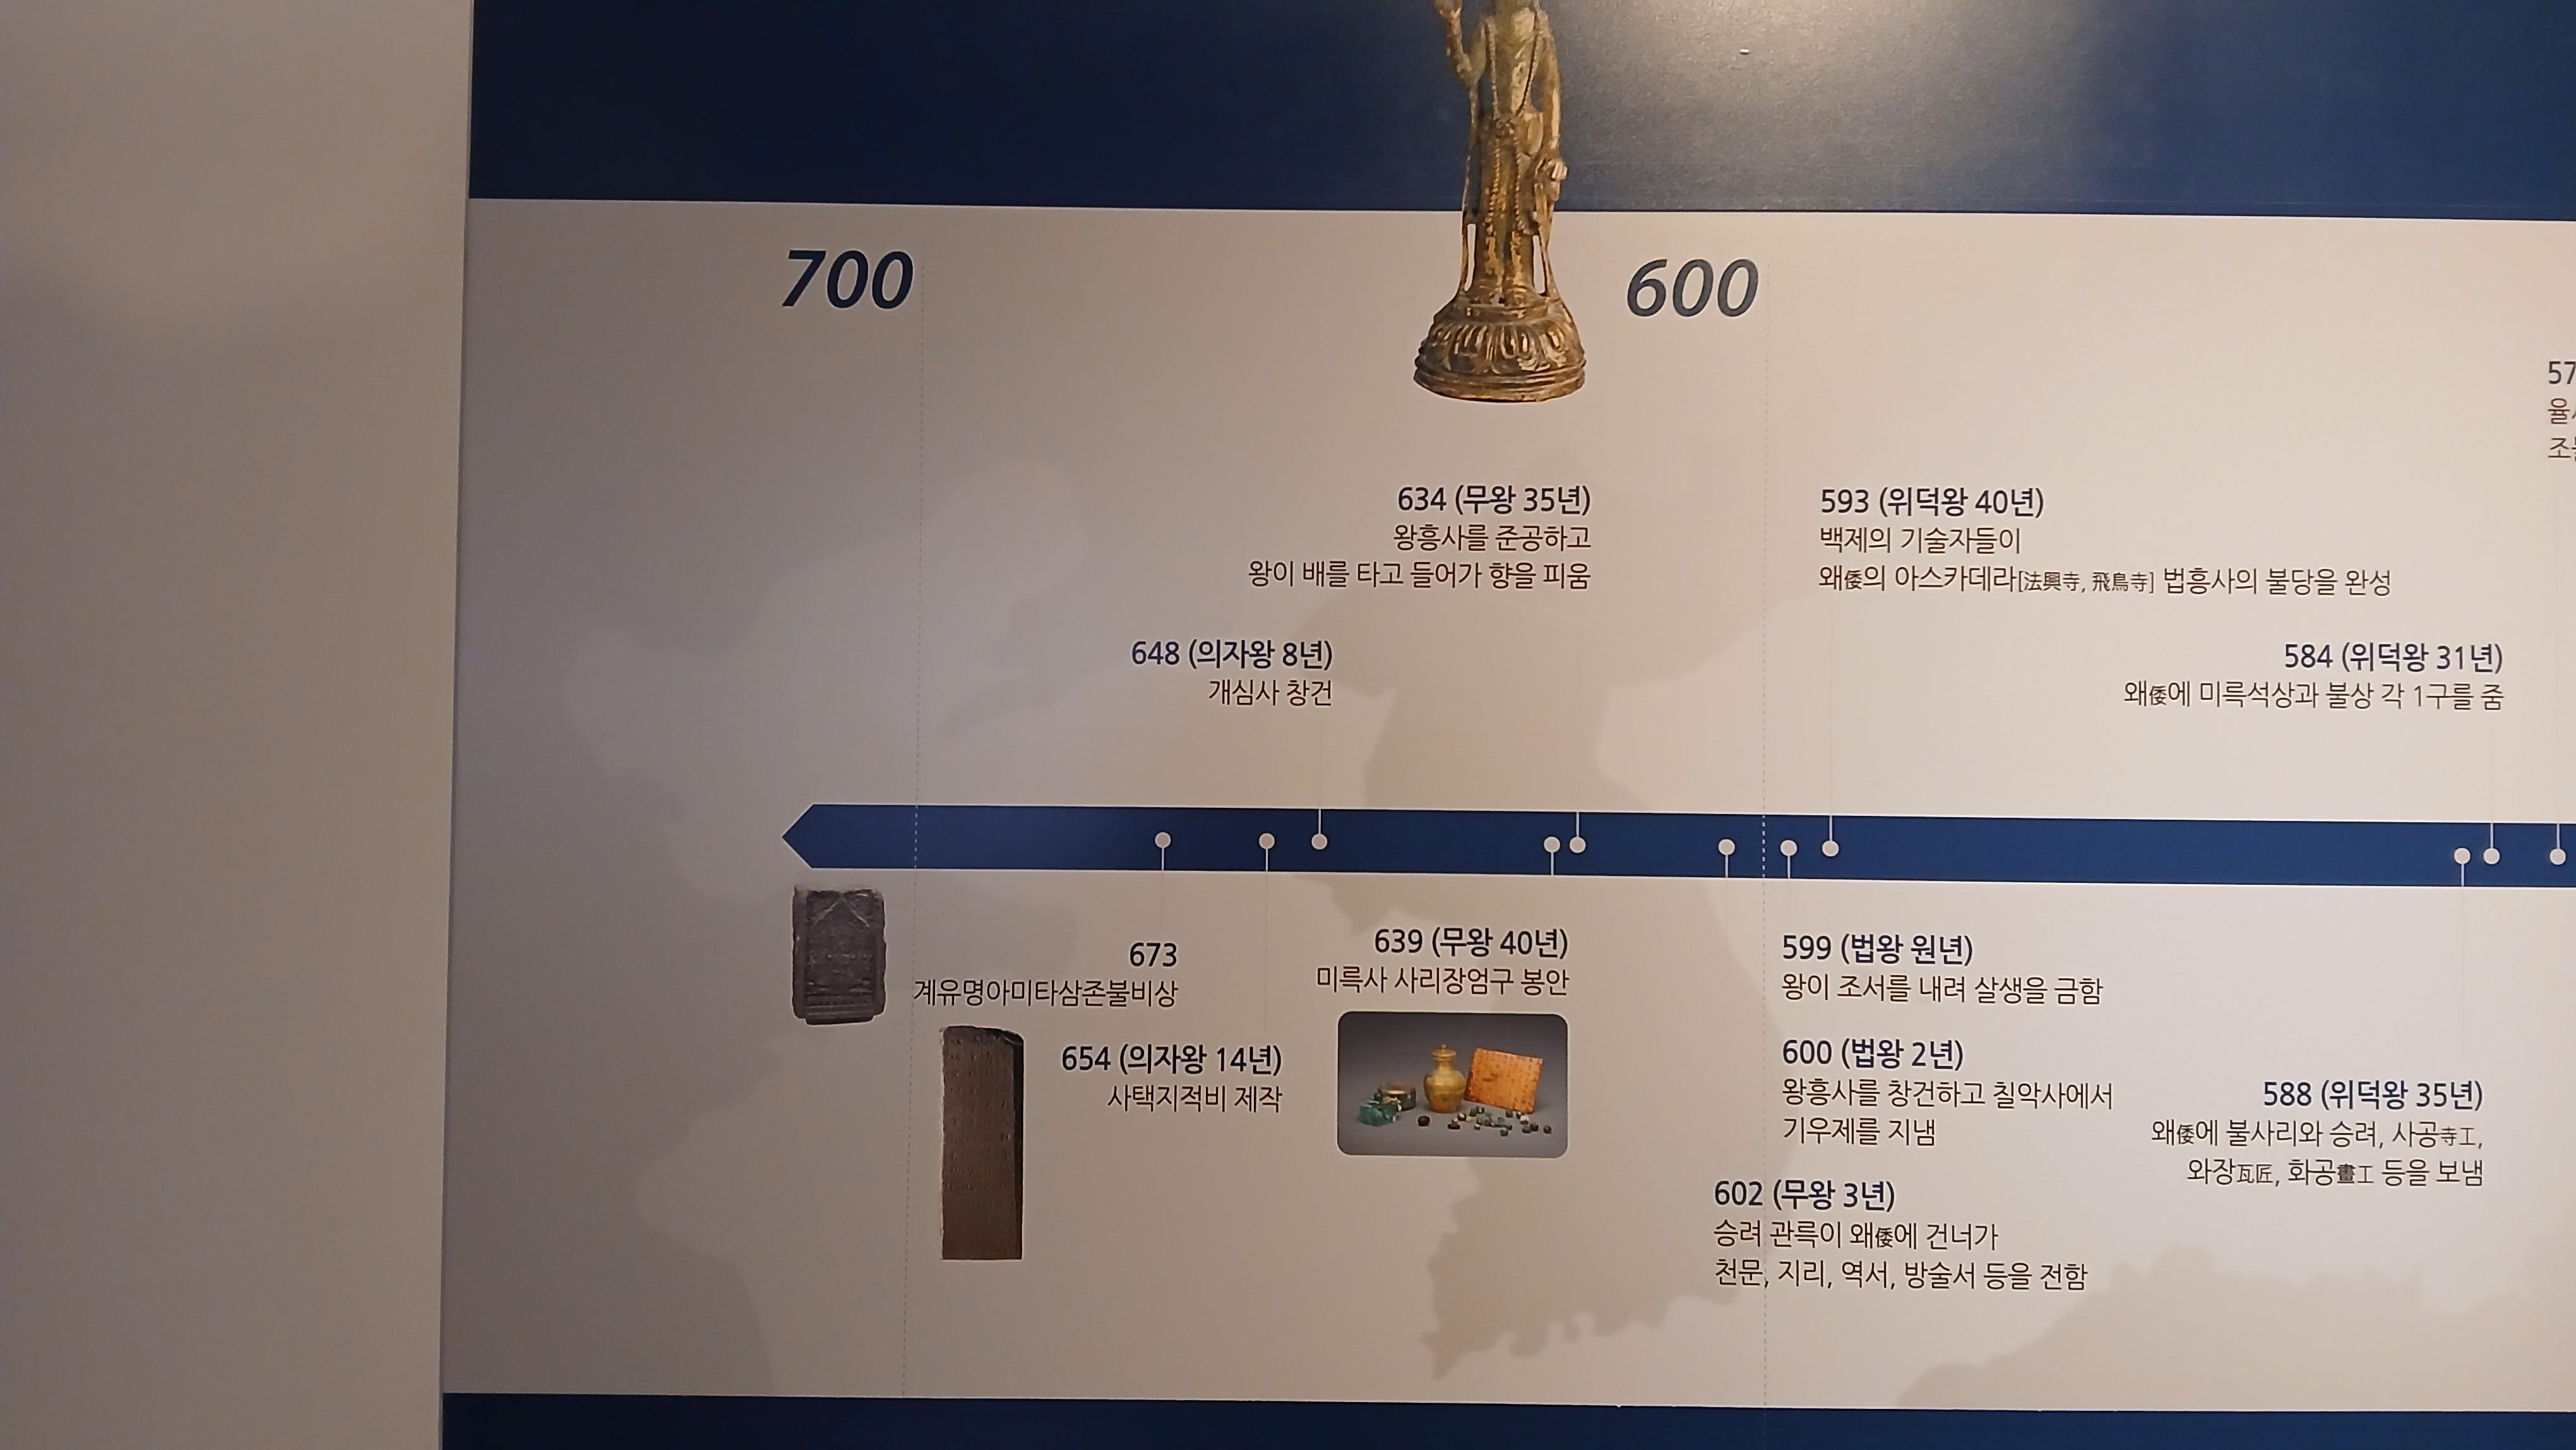 700
600
634 (무왕 35년)
왕흥사를 준공하고
왕이 배를 타고 들어가 향을 피움
593 (위덕왕 40년)
백제의 기술자들이
왜倭의 아스카데라[法興寺, 飛鳥寺] 법흥사의 불당을 완성
648 (의자왕 8년)
개심사 창건
584 (위덕왕 31년)
왜倭에 미륵석상과 불상 각 1구를 줌
673
계유명아미타삼존불비상
654 (의자왕 14년)
사택지적비 제작
639 (무왕 40년)
미륵사 사리장엄구 봉안
599 (법왕 원년)
왕이 조서를 내려 살생을 금함
600 (법왕 2년)
왕흥사를 창건하고 칠악사에서
기우제를 지냄
602 (무왕 3년)
승려 관륵이 왜倭에 건너가
천문, 지리, 역서, 방술서 등을 전함
588 (위덕왕 35년)
왜倭에 불사리와 승려, 사공寺工,
와장瓦匠, 화공畫工 등을 보냄